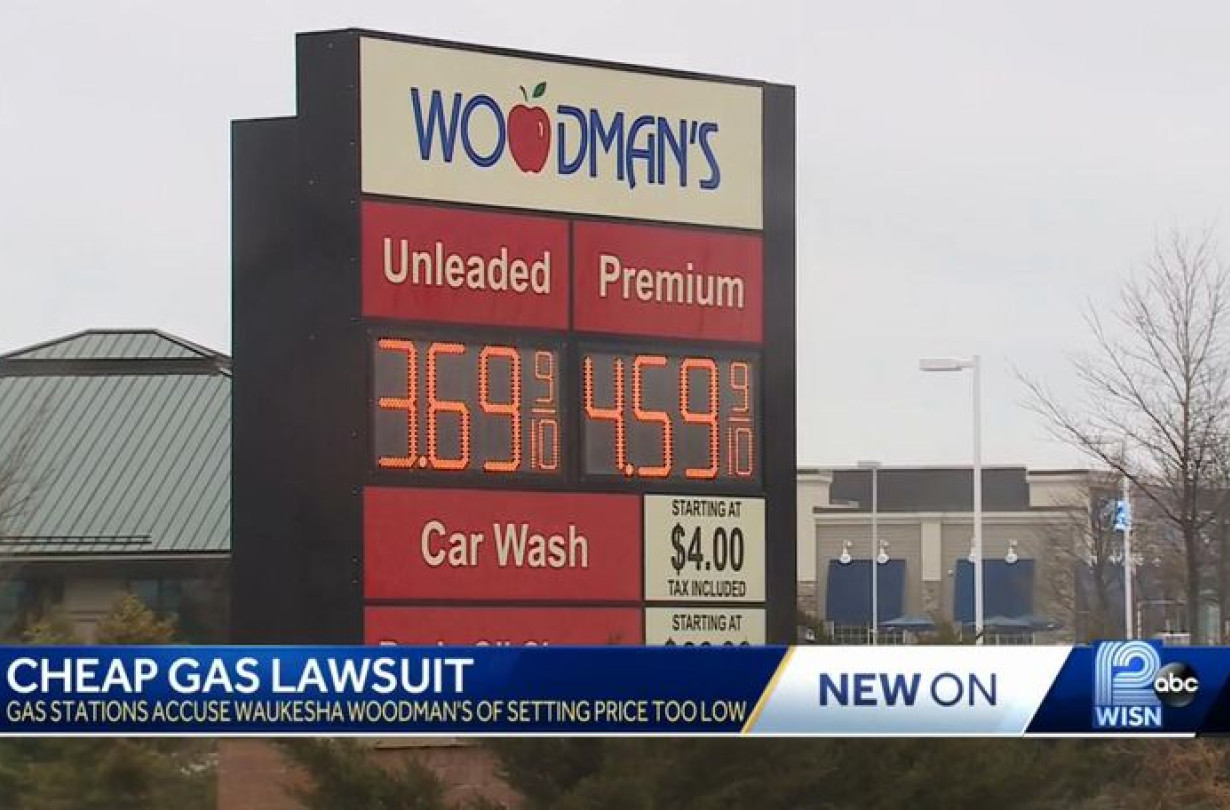 WOODMAN'S
Unleaded Premium
3.69 9/10 4.59 9/10
Car Wash
STARTING AT
$4.00
TAX INCLUDED
STARTING AT
CHEAP GAS LAWSUIT
GAS STATIONS ACCUSE WAUKESHA WOODMAN'S OF SETTING PRICE TOO LOW
NEW ON
12
abc
WISN